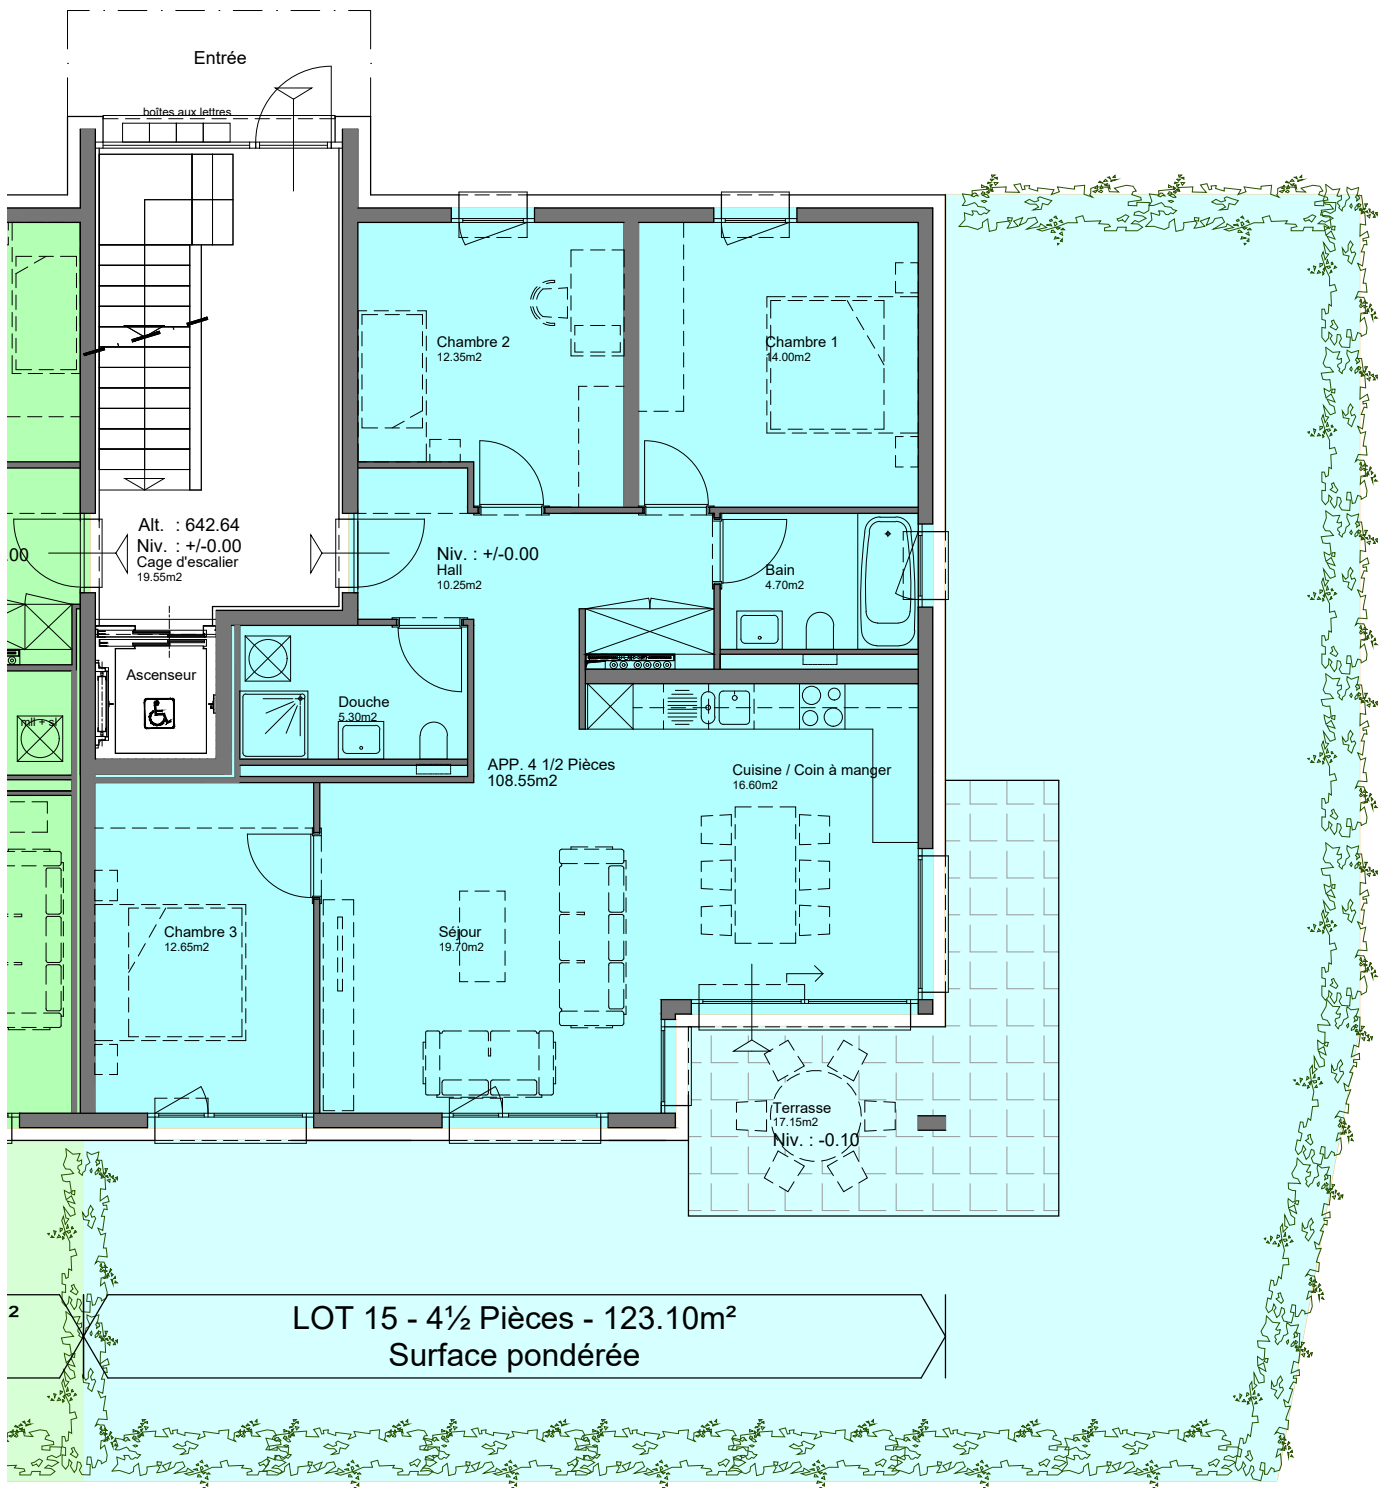 Entrée
boîtes aux lettres
Chambre 2
12.35m2
Chambre 1
14.00m2
Alt. : 642.64
Niv. : +/-0.00
Cage d'escalier
19.55m2
.00
Niv. : +/-0.00
Hall
10.25m2
Bain
4.70m2
Ascenseur
Douche
5.30m2
APP. 4 1/2 Pièces
108.55m2
Cuisine / Coin à manger
16.60m2
Chambre 3
12.65m2
Séjour
19.70m2
Terrasse
17.15m2
Niv. : -0.10
2
LOT 15 - 4½ Pièces - 123.10m²
Surface pondérée